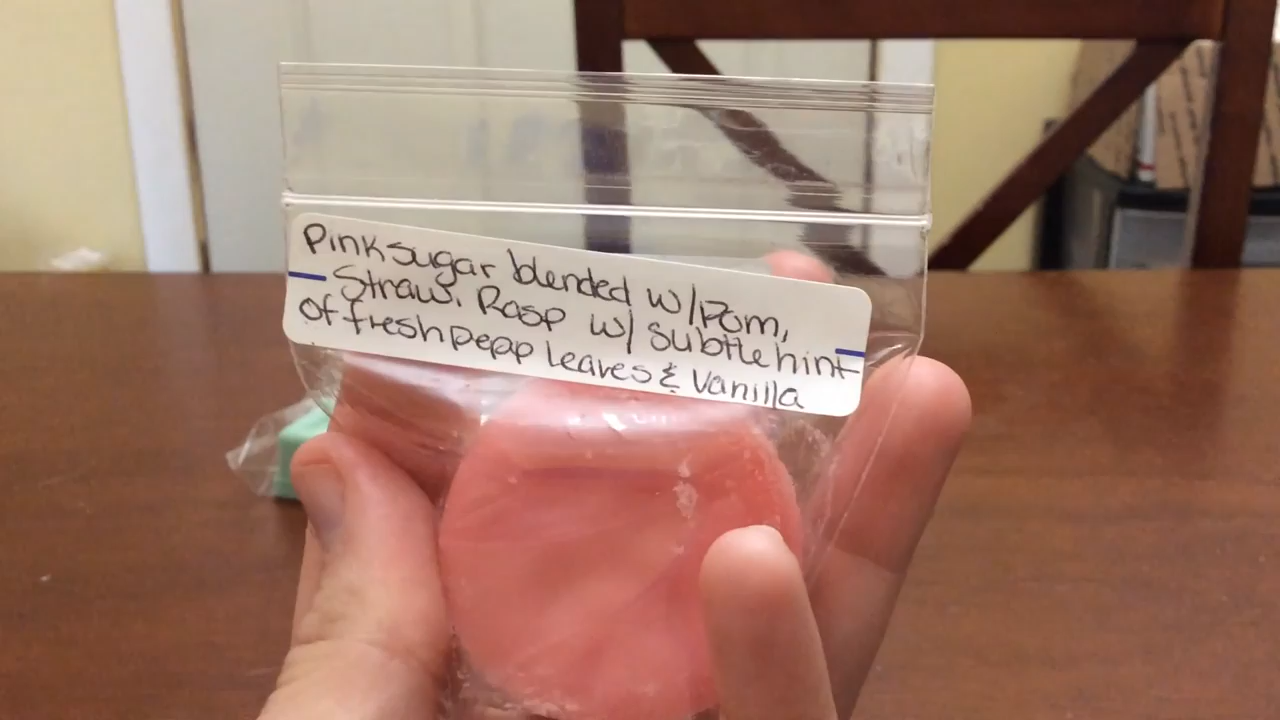 Pink sugar blended w/ Pom,
Straw, Rasp w/ subtle hint
of fresh pepp leaves & Vanilla